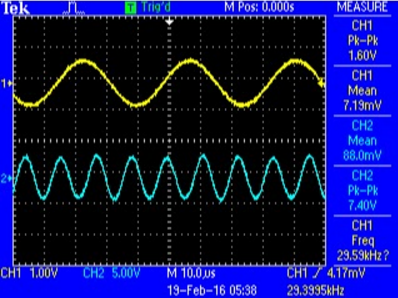 Tek T Trig'd M Pos: 0.000s MEASURE
CH1
Pk-Pk
1.60V
CH1
Mean
7.19mV
CH2
Mean
88.0mV
CH2
Pk-Pk
7.40V
CH1
Freq
29.59kHz?
1
2
CH1 1.00V CH2 5.00V M 10.0µs CH1 4.17mV
19-Feb-16 05:38 29.3995kHz